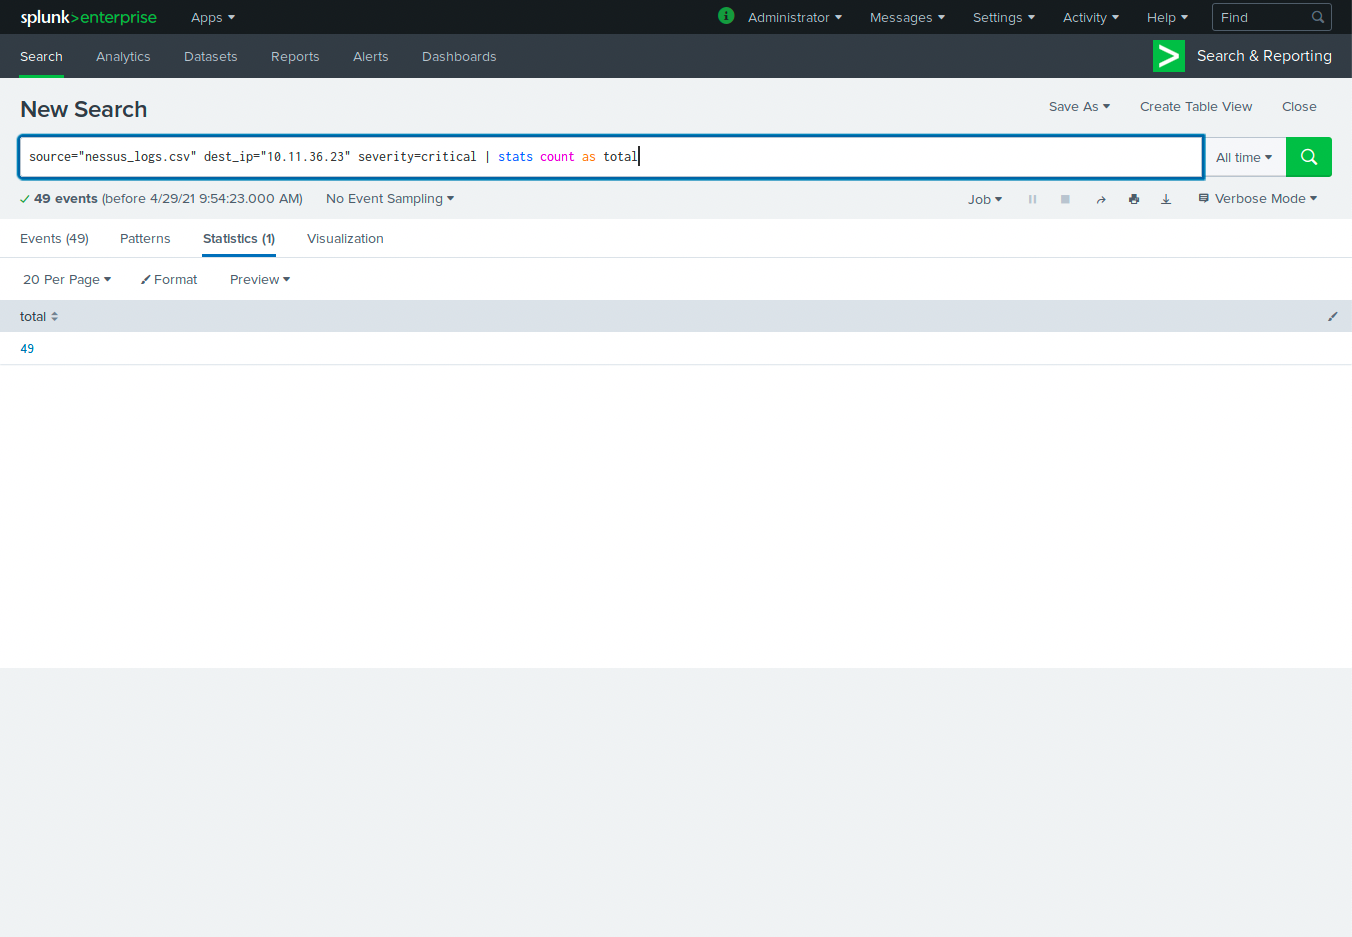 splunk>enterprise Apps Administrator Messages Settings Activity Help Find
Search Analytics Datasets Reports Alerts Dashboards Search & Reporting
New Search Save As Create Table View Close
source="nessus_logs.csv" dest_ip="10.11.36.23" severity=critical | stats count as total All time
49 events (before 4/29/21 9:54:23.000 AM) No Event Sampling Job Verbose Mode
Events (49) Patterns Statistics (1) Visualization
20 Per Page Format Preview
total
49